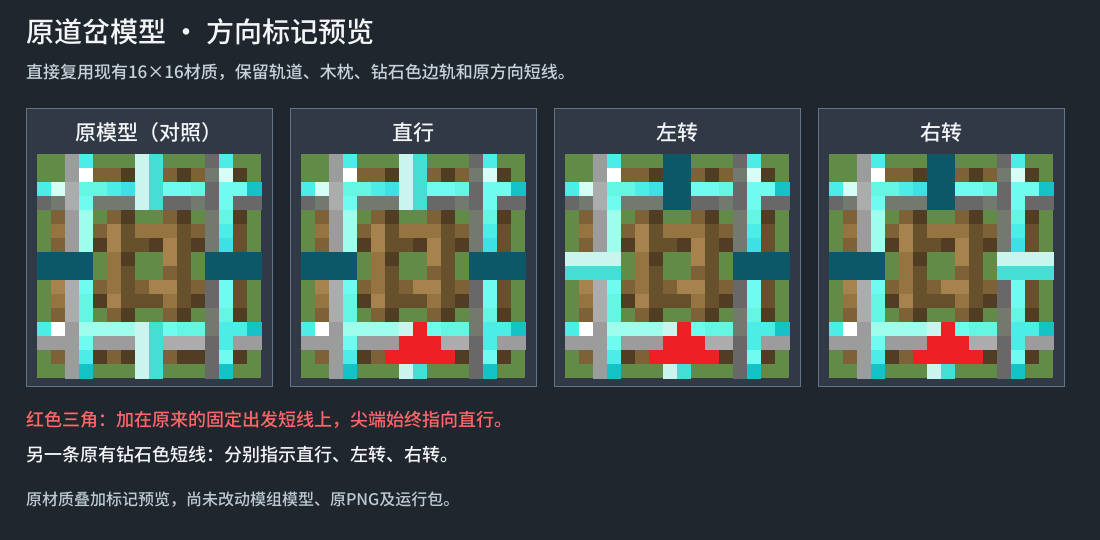 原道岔模型 · 方向标记预览
直接复用现有16×16材质，保留轨道、木枕、钻石色边轨和原方向短线。
原模型（对照）
直行
左转
右转
红色三角：加在原来的固定出发短线上，尖端始终指向直行。
另一条原有钻石色短线：分别指示直行、左转、右转。
原材质叠加标记预览，尚未改动模组模型、原PNG及运行包。